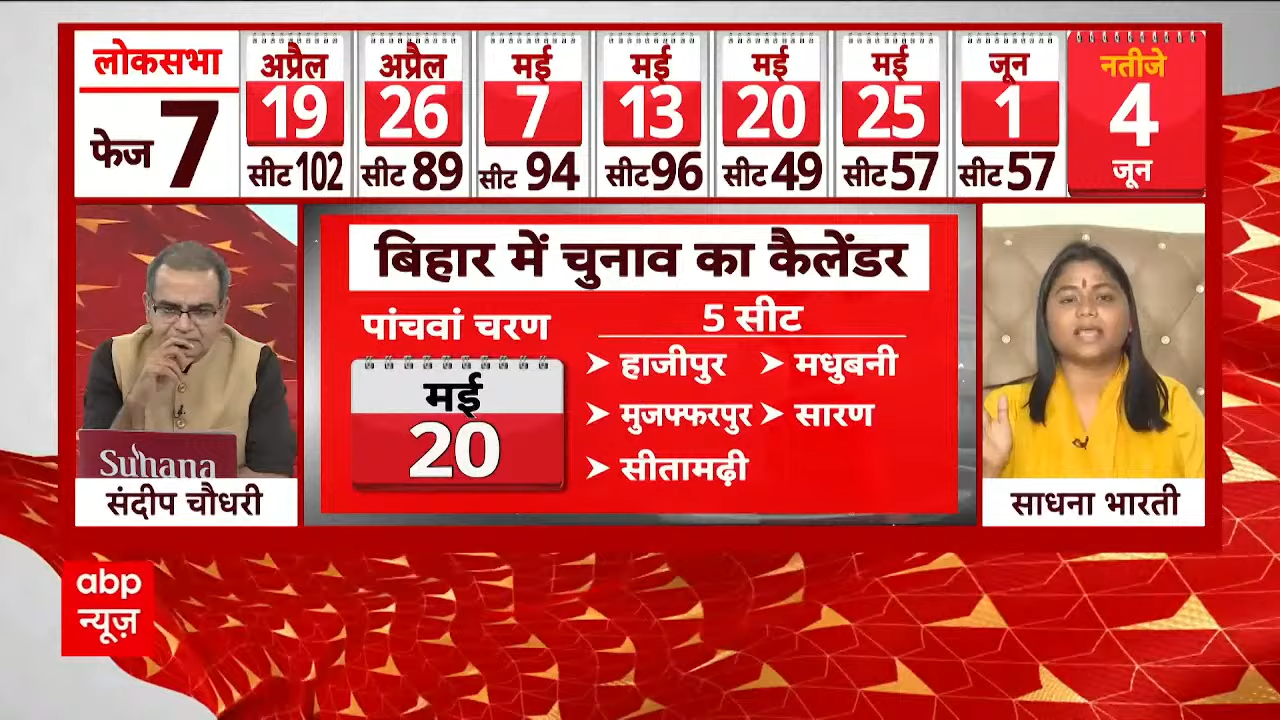 लोकसभा
फेज 7
अप्रैल
19
सीट 102
अप्रैल
26
सीट 89
मई
7
सीट 94
मई
13
सीट 96
मई
20
सीट 49
मई
25
सीट 57
जून
1
सीट 57
नतीजे
4
जून
बिहार में चुनाव का कैलेंडर
पांचवां चरण
मई
20
5 सीट
➤ हाजीपुर ➤ मधुबनी
➤ मुजफ्फरपुर ➤ सारण
➤ सीतामढ़ी
Suhana
संदीप चौधरी
साधना भारती
abp
न्यूज़